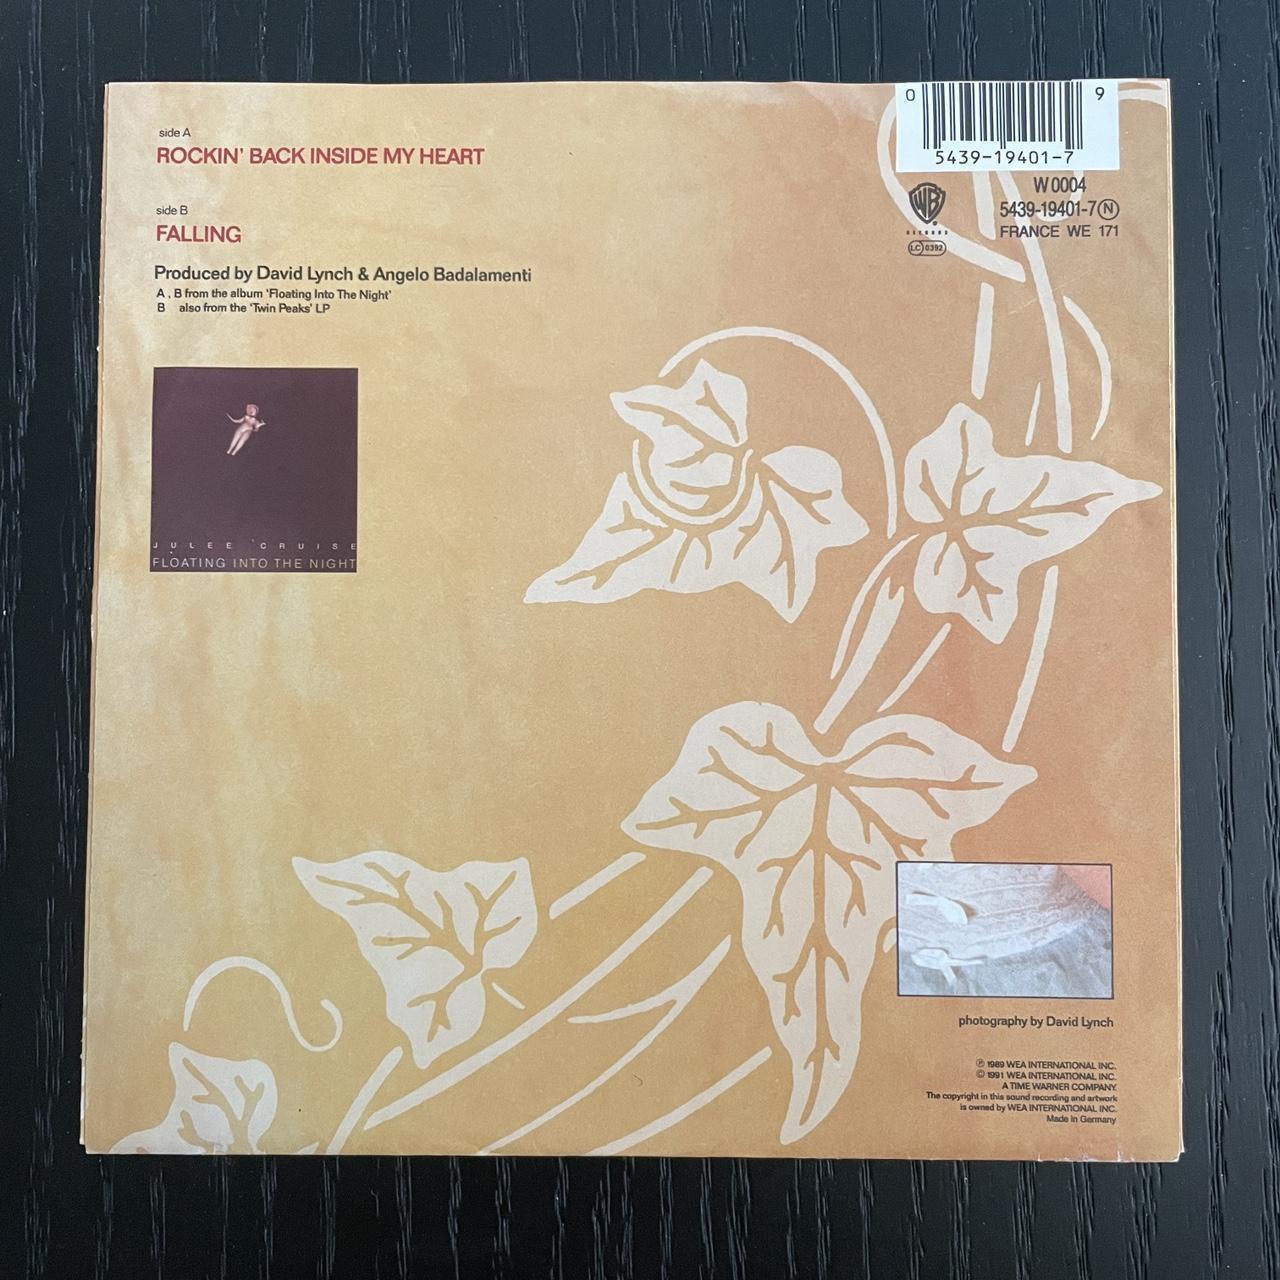 side A
ROCKIN' BACK INSIDE MY HEART
side B
FALLING
Produced by David Lynch & Angelo Badalamenti
A , B from the album 'Floating Into The Night'
B also from the 'Twin Peaks' LP
JULEE CRUISE
FLOATING INTO THE NIGHT
0 9
5439-19401-7
W 0004
5439-19401-7 Ⓝ
FRANCE WE 171
WB
RECORDS
LC 0392
photography by David Lynch
℗ 1989 WEA INTERNATIONAL INC.
© 1991 WEA INTERNATIONAL INC.
A TIME WARNER COMPANY.
The copyright in this sound recording and artwork
is owned by WEA INTERNATIONAL INC.
Made in Germany